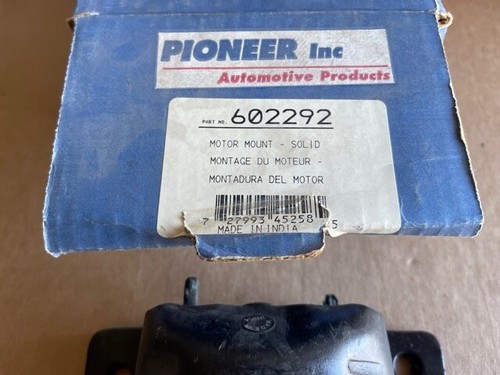 PIONEER Inc
Automotive Products
PART NO. 602292
MOTOR MOUNT - SOLID
MONTAGE DU MOTEUR -
MONTADURA DEL MOTOR
7 27993 45258 5
MADE IN INDIA